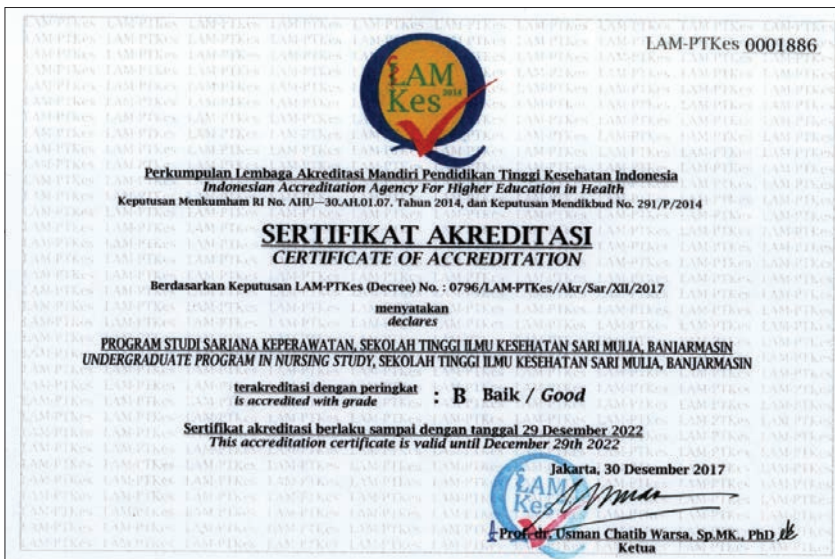 LAM-PTKes 0001886
LAM
Kes 2014
Perkumpulan Lembaga Akreditasi Mandiri Pendidikan Tinggi Kesehatan Indonesia
Indonesian Accreditation Agency For Higher Education in Health
Keputusan Menkumham RI No. AHU—30.AH.01.07. Tahun 2014, dan Keputusan Mendikbud No. 291/P/2014
SERTIFIKAT AKREDITASI
CERTIFICATE OF ACCREDITATION
Berdasarkan Keputusan LAM-PTKes (Decree) No. : 0796/LAM-PTKes/Akr/Sar/XII/2017
menyatakan
declares
PROGRAM STUDI SARJANA KEPERAWATAN, SEKOLAH TINGGI ILMU KESEHATAN SARI MULIA, BANJARMASIN
UNDERGRADUATE PROGRAM IN NURSING STUDY, SEKOLAH TINGGI ILMU KESEHATAN SARI MULIA, BANJARMASIN
terakreditasi dengan peringkat
is accredited with grade : B Baik / Good
Sertifikat akreditasi berlaku sampai dengan tanggal 29 Desember 2022
This accreditation certificate is valid until December 29th 2022
Jakarta, 30 Desember 2017
LAM
Kes
Prof. dr. Usman Chatib Warsa, Sp.MK., PhD
Ketua